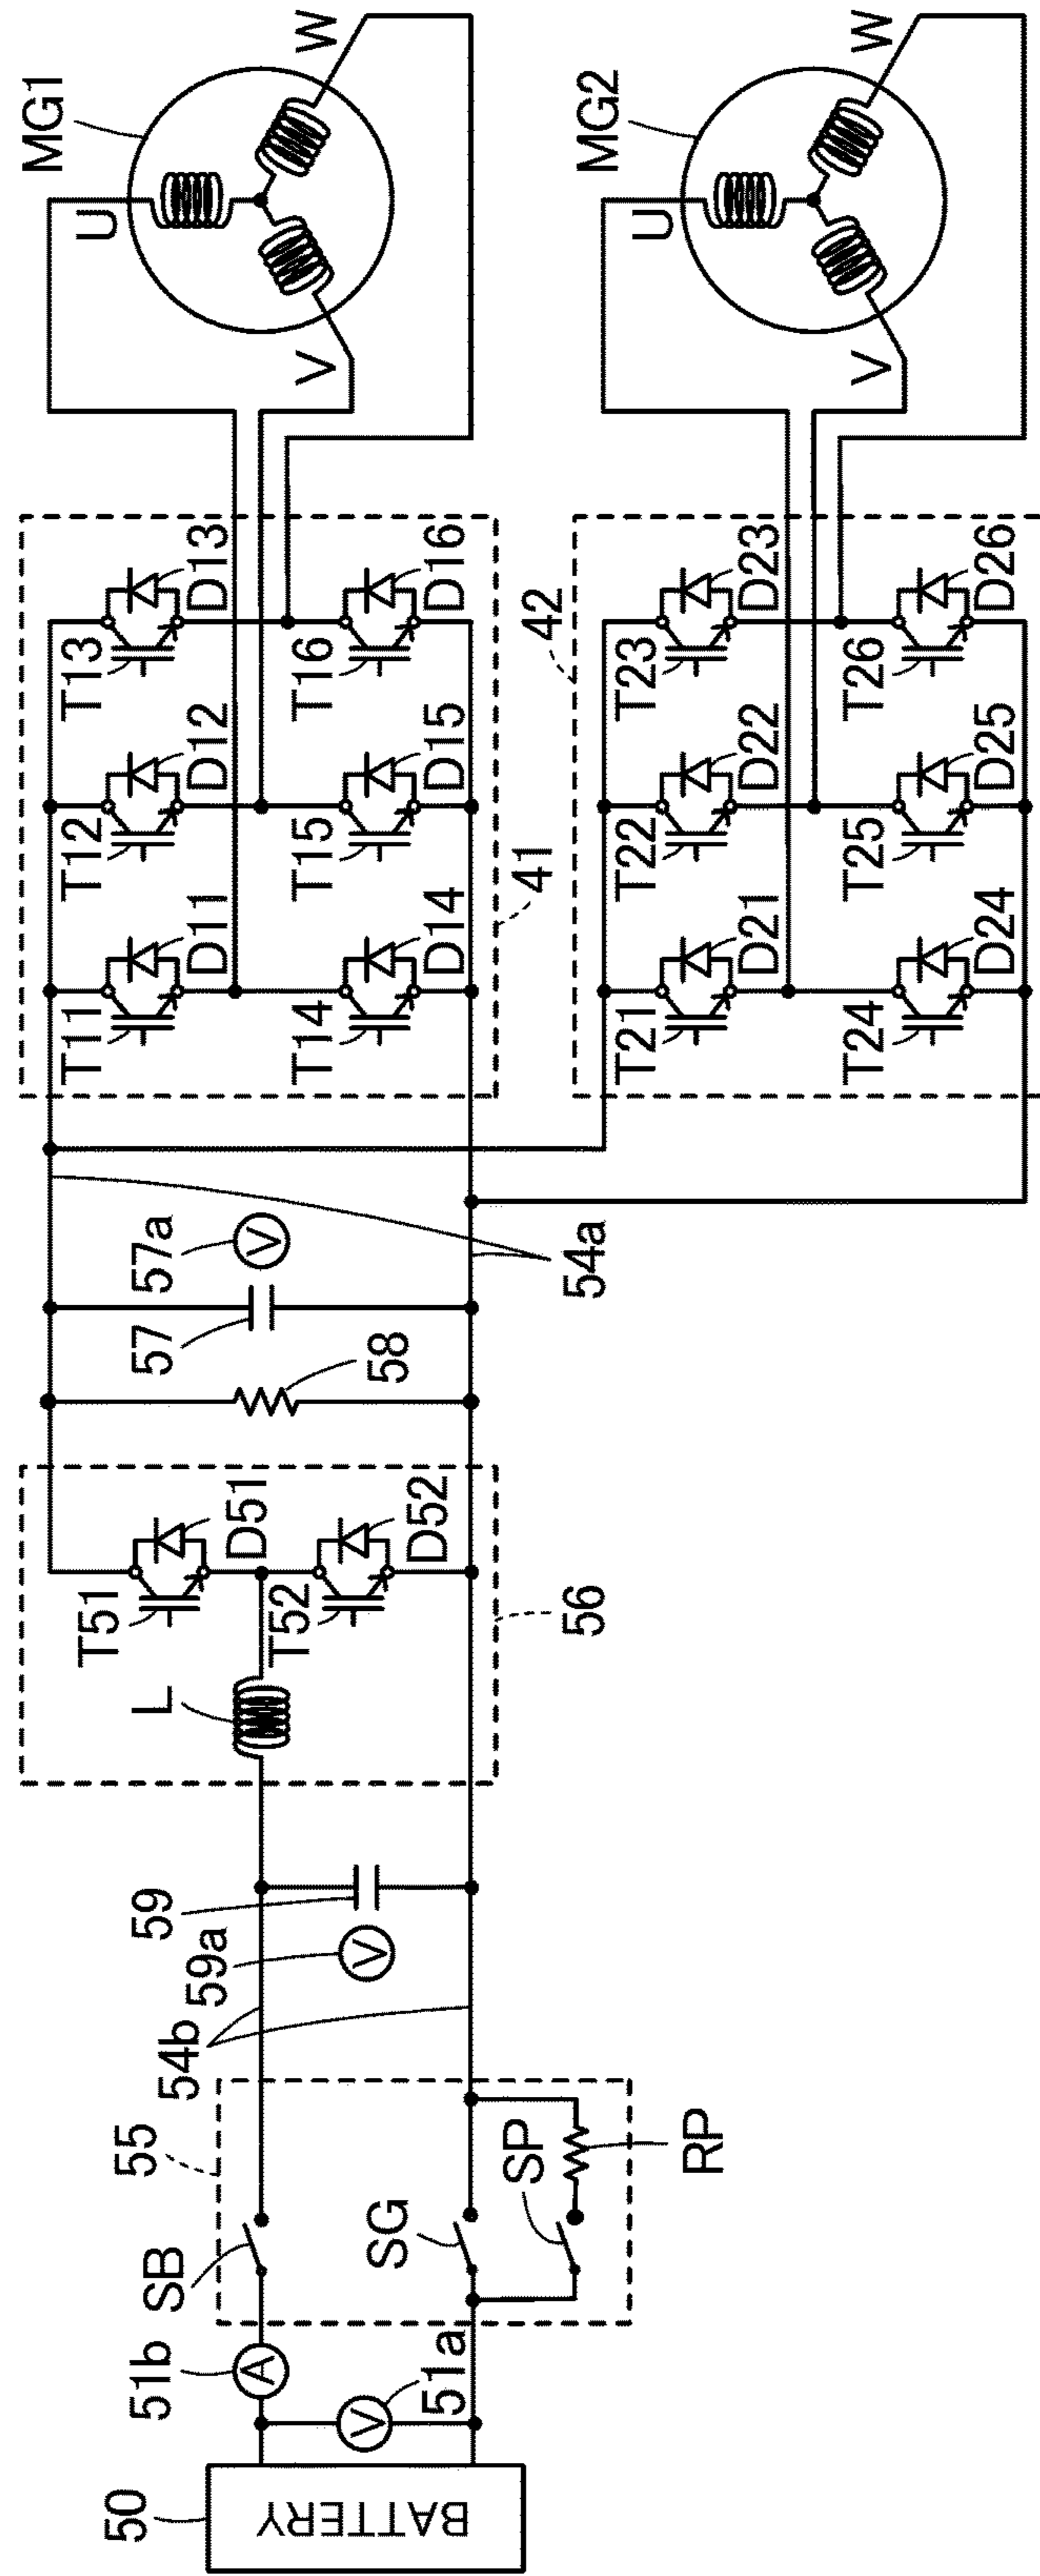 MG1
U
V
W
MG2
U
V
W
T11
D11
T12
D12
T13
D13
T14
D14
T15
D15
T16
D16
41
42
T21
D21
T22
D22
T23
D23
T24
D24
T25
D25
T26
D26
57a
V
57
58
54a
T51
D51
T52
D52
L
56
59
59a
V
54b
55
SB
SG
SP
RP
51b
A
51a
V
50
BATTERY